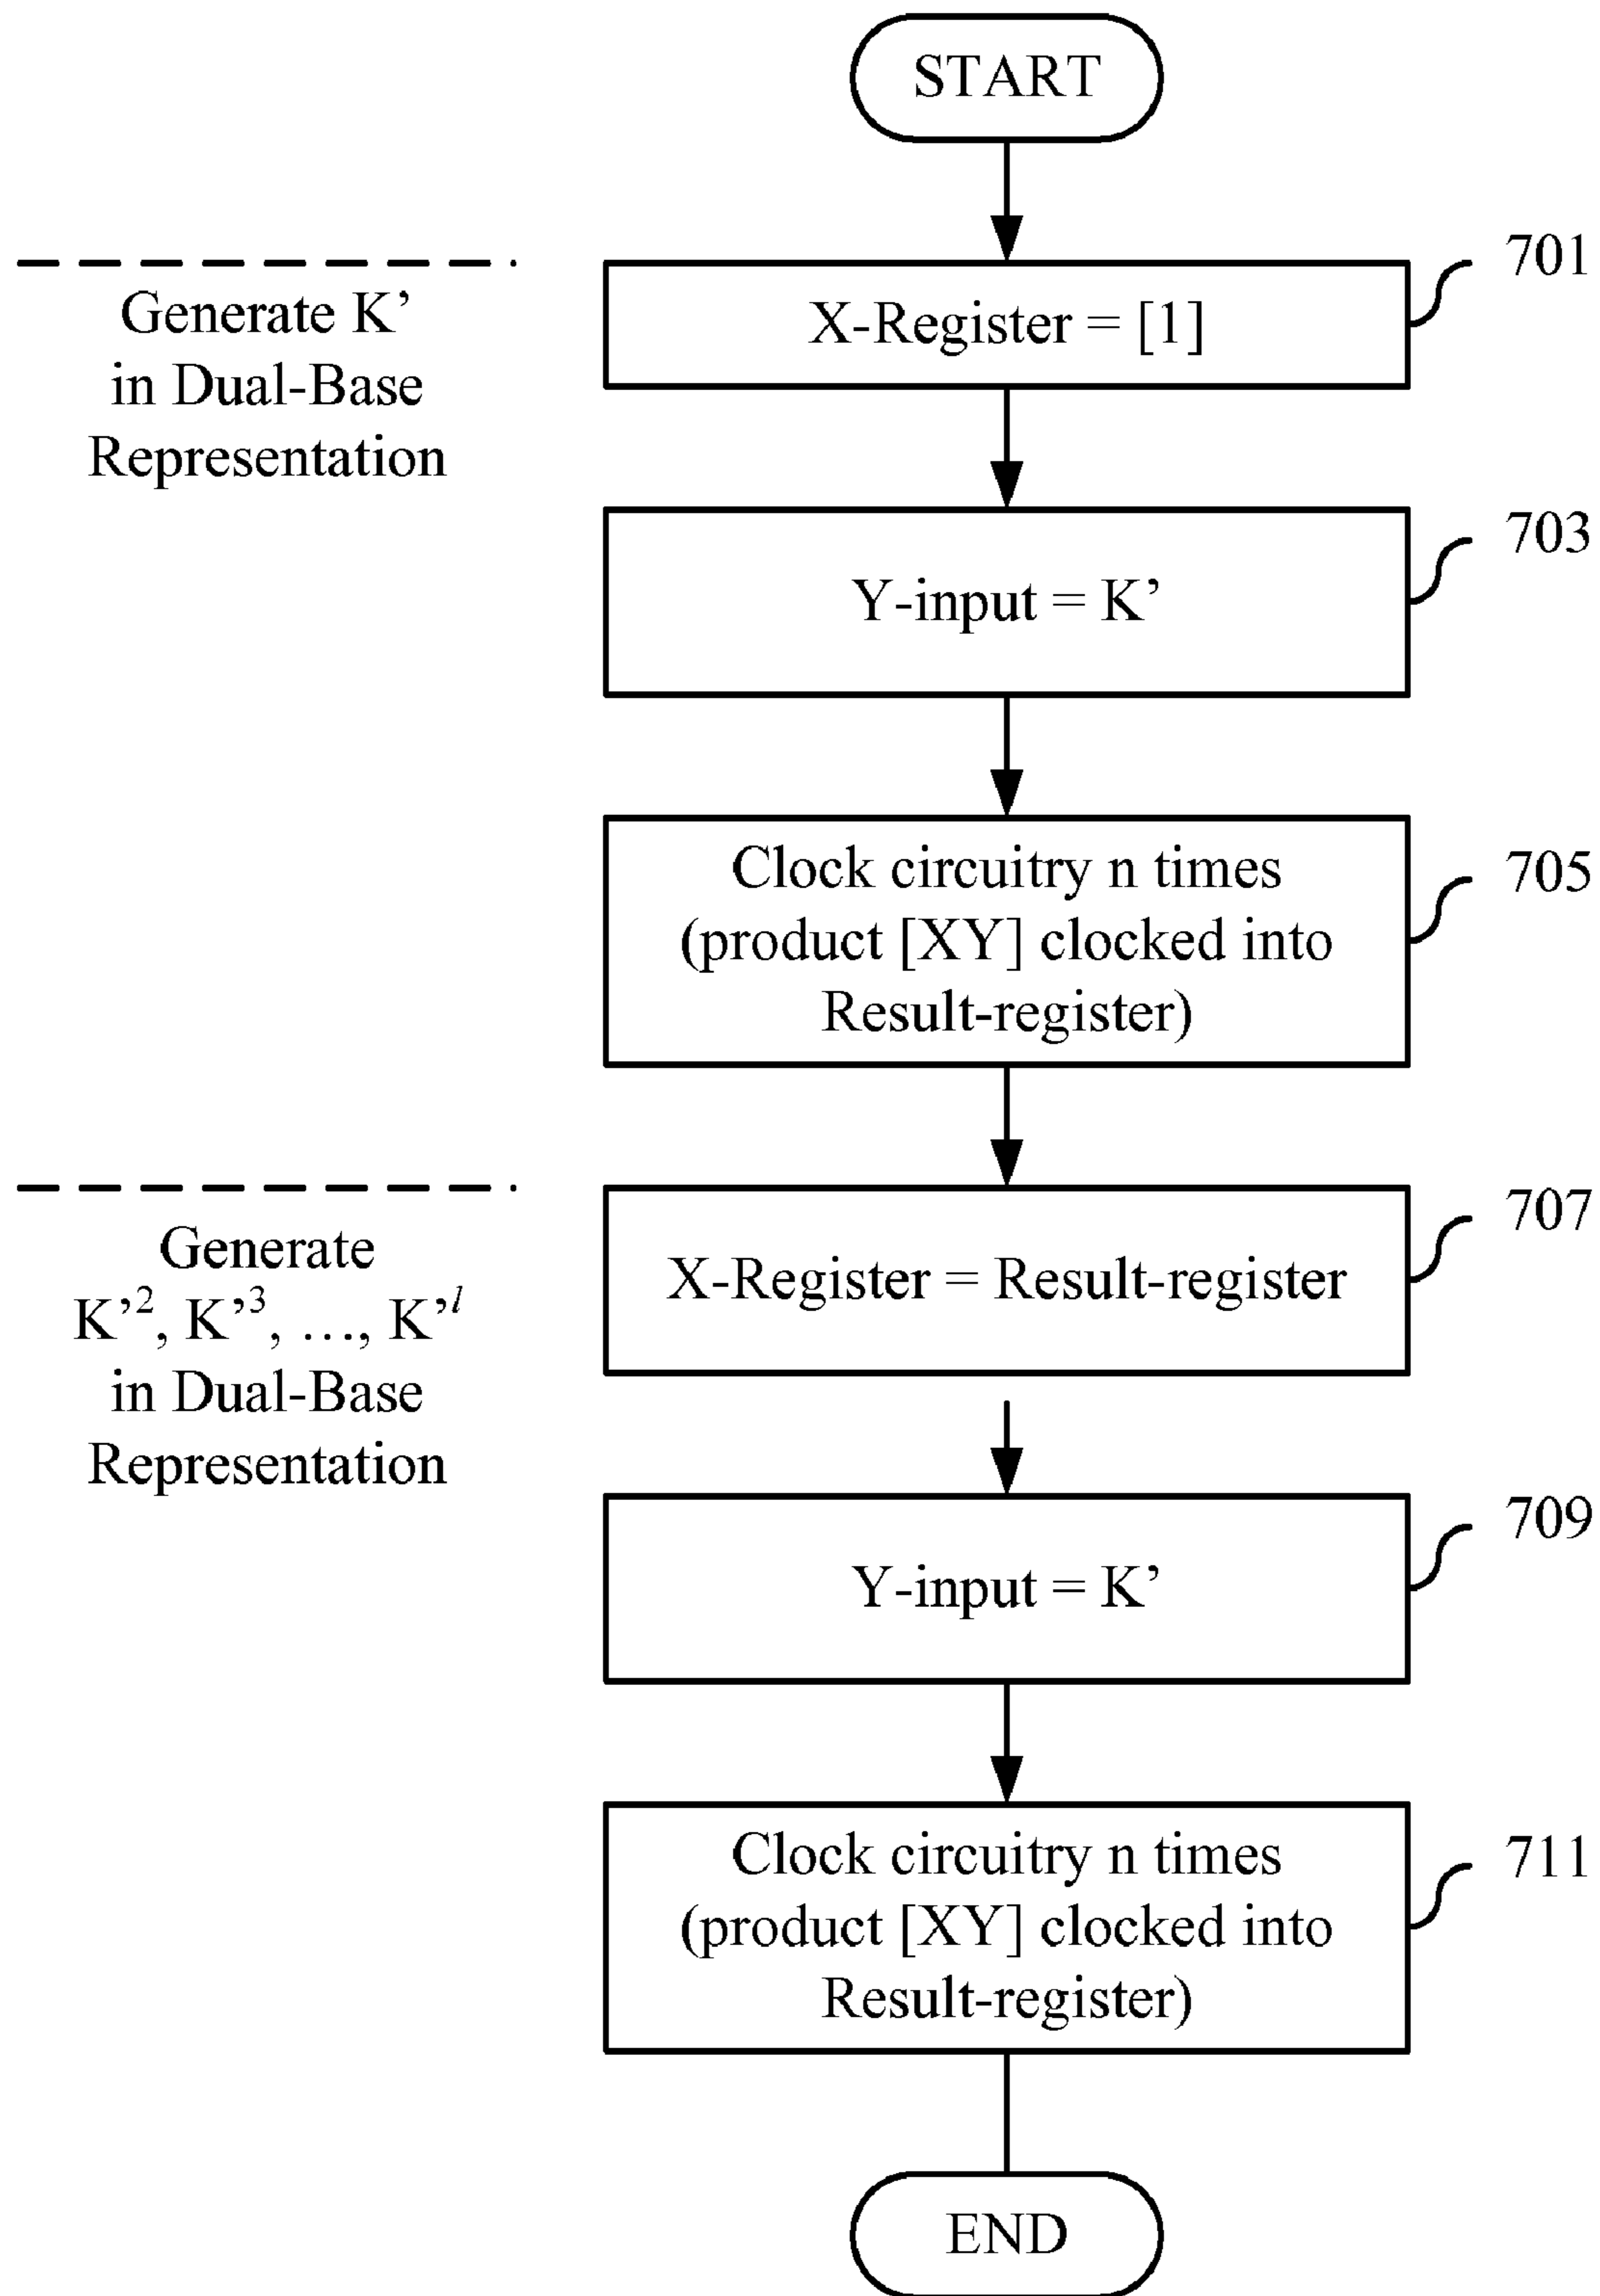 START
701
Generate K’
in Dual-Base
Representation
X-Register = [1]
703
Y-input = K’
705
Clock circuitry n times
(product [XY] clocked into
Result-register)
707
Generate
K’², K’³, …, K’ˡ
in Dual-Base
Representation
X-Register = Result-register
709
Y-input = K’
711
Clock circuitry n times
(product [XY] clocked into
Result-register)
END